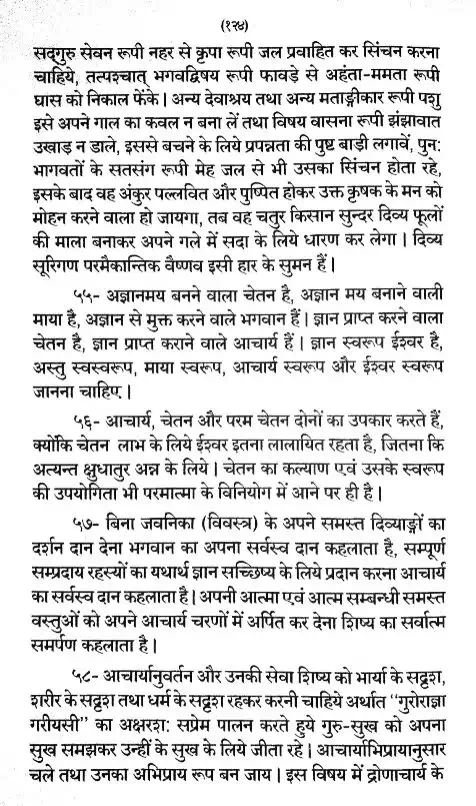 (१२४)
सद्गुरु सेवन रूपी नहर से कृपा रूपी जल प्रवाहित कर सिंचन करना
चाहिये, तत्पश्चात् भगवद्विषय रूपी फावड़े से अहंता-ममता रूपी
घास को निकाल फेंके। अन्य देवाश्रय तथा अन्य मताङ्गीकार रूपी पशु
इसे अपने गाल का कवल न बना लें तथा विषय वासना रूपी झंझावात
उखाड़ न डाले, इससे बचने के लिये प्रपन्नता की पुष्ट बाड़ी लगावें, पुन:
भागवतों के सतसंग रूपी मेह जल से भी उसका सिंचन होता रहे,
इसके बाद वह अंकुर पल्लवित और पुष्पित होकर उक्त कृषक के मन को
मोहन करने वाला हो जायगा, तब वह चतुर किसान सुन्दर दिव्य फूलों
की माला बनाकर अपने गले में सदा के लिये धारण कर लेगा। दिव्य
सूरिगण परमैकान्तिक वैष्णव इसी हार के सुमन हैं।
५५- अज्ञानमय बनने वाला चेतन है, अज्ञान मय बनाने वाली
माया है, अज्ञान से मुक्त करने वाले भगवान हैं। ज्ञान प्राप्त करने वाला
चेतन है, ज्ञान प्राप्त कराने वाले आचार्य हैं। ज्ञान स्वरूप ईश्वर है,
अस्तु स्वस्वरूप, माया स्वरूप, आचार्य स्वरूप और ईश्वर स्वरूप
जानना चाहिए।
५६- आचार्य, चेतन और परम चेतन दोनों का उपकार करते हैं,
क्योंकि चेतन लाभ के लिये ईश्वर इतना लालायित रहता है, जितना कि
अत्यन्त क्षुधातुर अन्न के लिये। चेतन का कल्याण एवं उसके स्वरूप
की उपयोगिता भी परमात्मा के विनियोग में आने पर ही है।
५७- बिना जवनिका (विवस्त्र) के अपने समस्त दिव्याङ्गों का
दर्शन दान देना भगवान का अपना सर्वस्व दान कहलाता है, सम्पूर्ण
सम्प्रदाय रहस्यों का यथार्थ ज्ञान सच्छिष्य के लिये प्रदान करना आचार्य
का सर्वस्व दान कहलाता है। अपनी आत्मा एवं आत्म सम्बन्धी समस्त
वस्तुओं को अपने आचार्य चरणों में अर्पित कर देना शिष्य का सर्वात्म
समर्पण कहलाता है।
५८- आचार्यानुवर्तन और उनकी सेवा शिष्य को भार्या के सदृश,
शरीर के सदृश तथा धर्म के सदृश रहकर करनी चाहिये अर्थात "गुरोराज्ञा
गरीयसी" का अक्षरश: सप्रेम पालन करते हुये गुरु-सुख को अपना
सुख समझकर उन्हीं के सुख के लिये जीता रहे। आचार्याभिप्रायानुसार
चले तथा उनका अभिप्राय रूप बन जाय। इस विषय में द्रोणाचार्य के